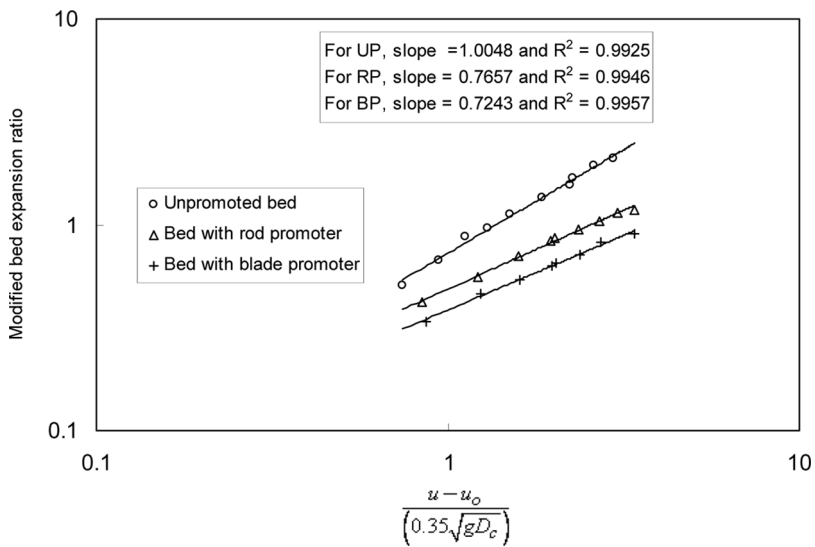 10
For UP, slope =1.0048 and R² = 0.9925
For RP, slope = 0.7657 and R² = 0.9946
For BP, slope = 0.7243 and R² = 0.9957
Modified bed expansion ratio
Unpromoted bed
1
Bed with rod promoter
Bed with blade promoter
0.1
0.1 1 10
u − u_o
(0.35√gD_c)